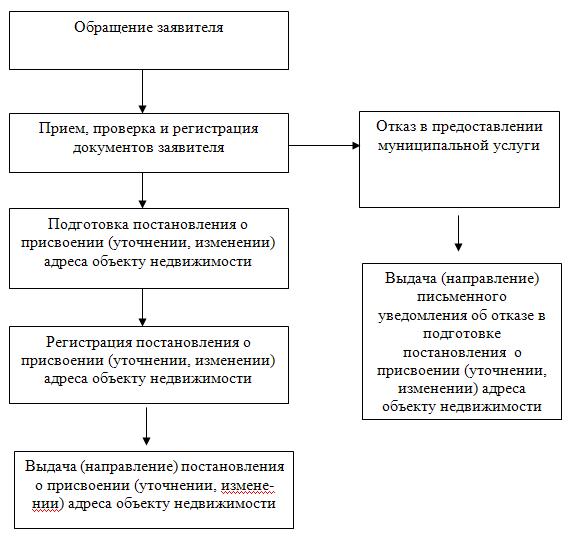 Обращение заявителя
Прием, проверка и регистрация
документов заявителя
Отказ в предоставлении
муниципальной услуги
Подготовка постановления о
присвоении (уточнении, изменении)
адреса объекту недвижимости
Выдача (направление)
письменного
уведомления об отказе в
подготовке
постановления о
присвоении (уточнении,
изменении) адреса
объекту недвижимости
Регистрация постановления о
присвоении (уточнении, изменении)
адреса объекту недвижимости
Выдача (направление) постановления
о присвоении (уточнении, измене-
нии) адреса объекту недвижимости